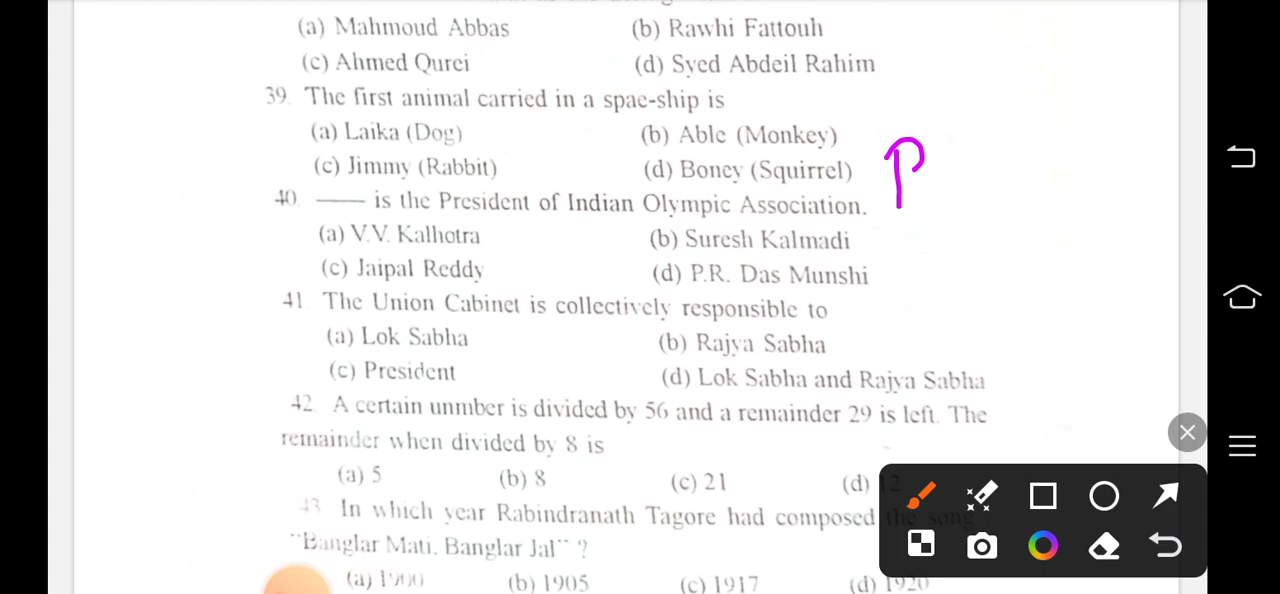 (a) Mahmoud Abbas (b) Rawhi Fattouh
(c) Ahmed Qurei (d) Syed Abdeil Rahim
39. The first animal carried in a spae-ship is
(a) Laika (Dog) (b) Able (Monkey)
(c) Jimmy (Rabbit) (d) Boney (Squirrel)
P
40. —— is the President of Indian Olympic Association.
(a) V.V. Kalhotra (b) Suresh Kalmadi
(c) Jaipal Reddy (d) P.R. Das Munshi
41. The Union Cabinet is collectively responsible to
(a) Lok Sabha (b) Rajya Sabha
(c) President (d) Lok Sabha and Rajya Sabha
42. A certain unmber is divided by 56 and a remainder 29 is left. The
remainder when divided by 8 is
(a) 5 (b) 8 (c) 21 (d) 12
43. In which year Rabindranath Tagore had composed the song
"Banglar Mati. Banglar Jal" ?
(a) 1900 (b) 1905 (c) 1917 (d) 1920